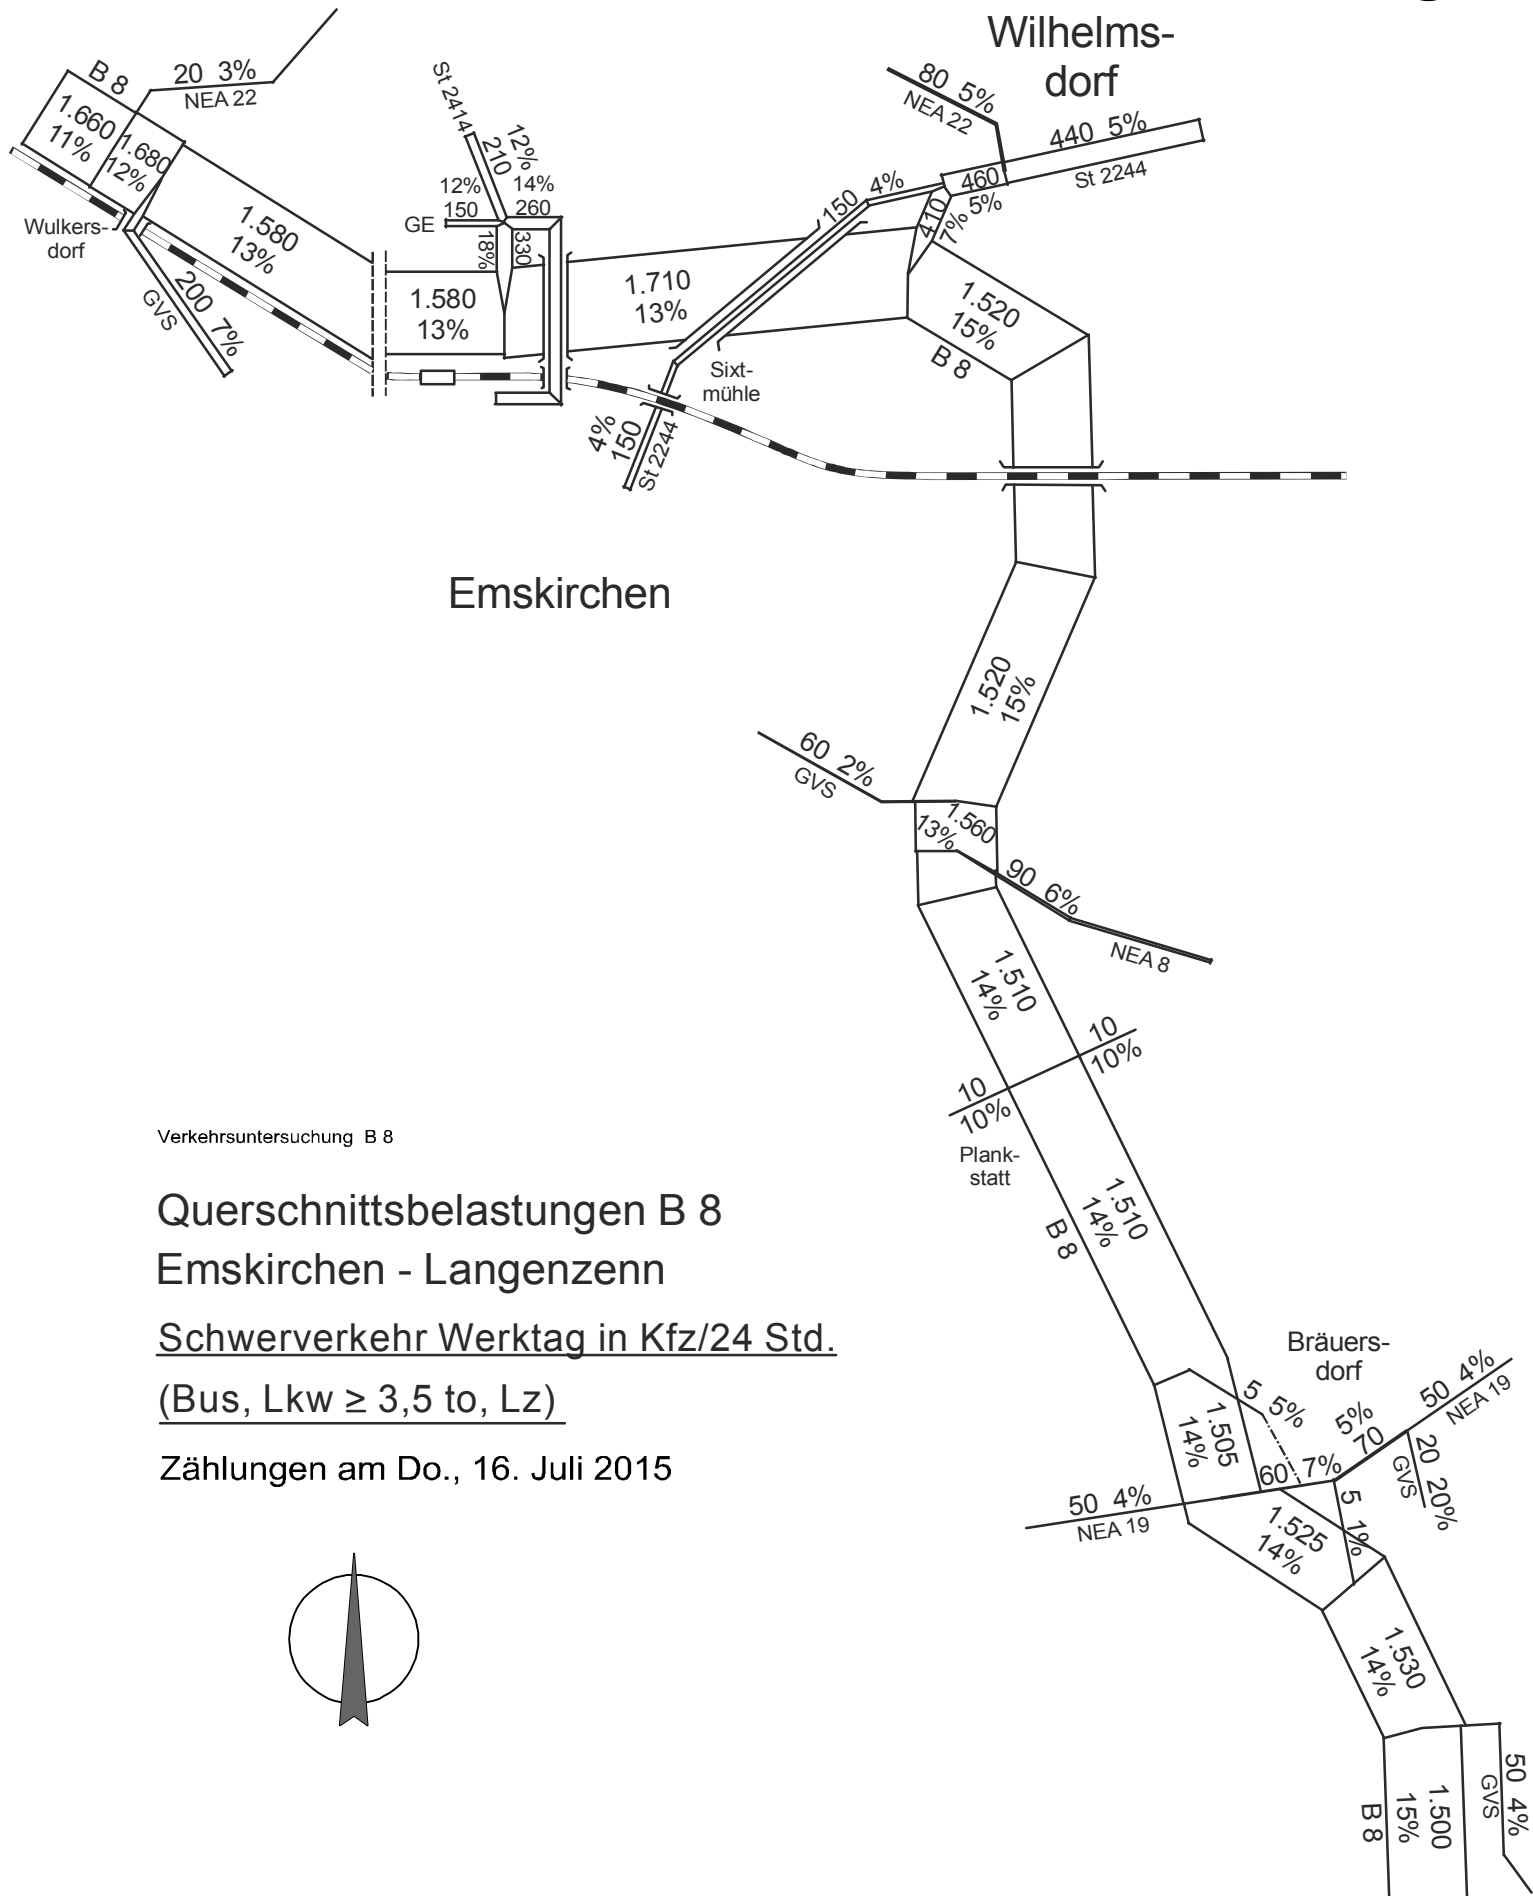 Wilhelms-
dorf
B 8
20 3%
NEA 22
1.660
11%
1.680
12%
Wulkers-
dorf
1.580
13%
200 7%
GVS
St 2414
12%
210
12%
150
14%
260
GE
18%
330
1.580
13%
1.710
13%
80 5%
NEA 22
440 5%
St 2244
150 4%
460
5%
410
7%
1.520
15%
B 8
Sixt-
mühle
4%
150
St 2244
Emskirchen
1.520
15%
60 2%
GVS
1.560
13%
90 6%
NEA 8
1.510
14%
10
10%
10
10%
Plank-
statt
1.510
14%
B 8
Verkehrsuntersuchung B 8
Querschnittsbelastungen B 8
Emskirchen - Langenzenn
Schwerverkehr Werktag in Kfz/24 Std.
(Bus, Lkw ≥ 3,5 to, Lz)
Zählungen am Do., 16. Juli 2015
Bräuers-
dorf
5 5%
5%
70
50 4%
NEA 19
1.505
14%
60 7%
20 20%
GVS
50 4%
NEA 19
5 1%
1.525
14%
1.530
14%
1.500
15%
B 8
50 4%
GVS